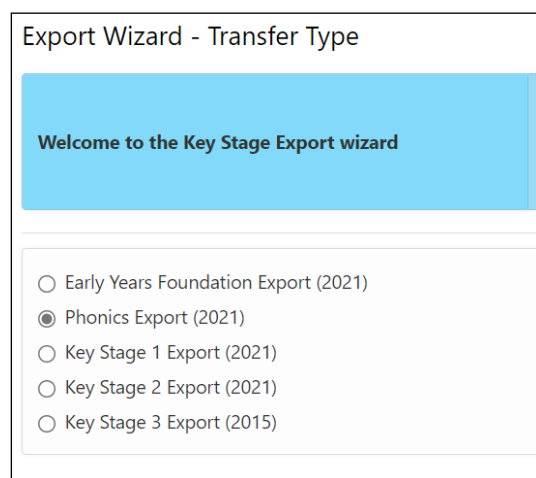 Export Wizard - Transfer Type
Welcome to the Key Stage Export wizard
Early Years Foundation Export (2021)
Phonics Export (2021)
Key Stage 1 Export (2021)
Key Stage 2 Export (2021)
Key Stage 3 Export (2015)